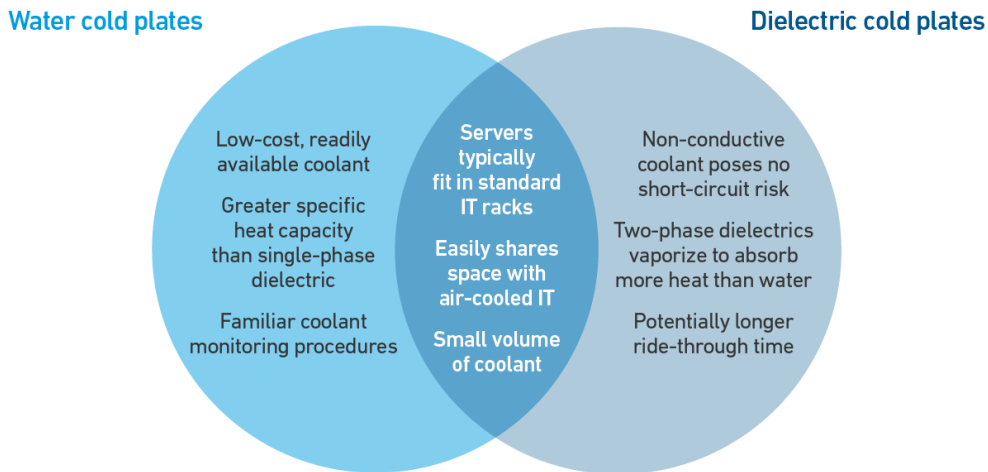 Water cold plates
Dielectric cold plates
Low-cost, readily
available coolant
Greater specific
heat capacity
than single-phase
dielectric
Familiar coolant
monitoring procedures
Servers
typically
fit in standard
IT racks
Easily shares
space with
air-cooled IT
Small volume
of coolant
Non-conductive
coolant poses no
short-circuit risk
Two-phase dielectrics
vaporize to absorb
more heat than water
Potentially longer
ride-through time